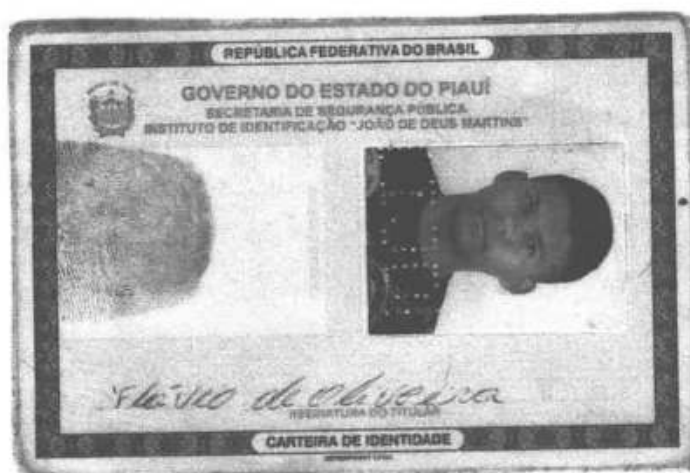 REPÚBLICA FEDERATIVA DO BRASIL
GOVERNO DO ESTADO DO PIAUÍ
SECRETARIA DE SEGURANÇA PÚBLICA
INSTITUTO DE IDENTIFICAÇÃO "JOÃO DE DEUS MARTINS"
Flávio de Oliveira
ASSINATURA DO TITULAR
CARTEIRA DE IDENTIDADE